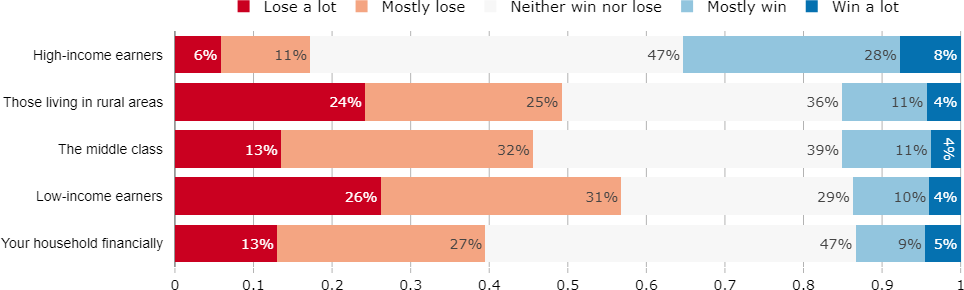 Lose a lot Mostly lose Neither win nor lose Mostly win Win a lot
High-income earners 6% 11% 47% 28% 8%
Those living in rural areas 24% 25% 36% 11% 4%
The middle class 13% 32% 39% 11% 4%
Low-income earners 26% 31% 29% 10% 4%
Your household financially 13% 27% 47% 9% 5%
0 0.1 0.2 0.3 0.4 0.5 0.6 0.7 0.8 0.9 1